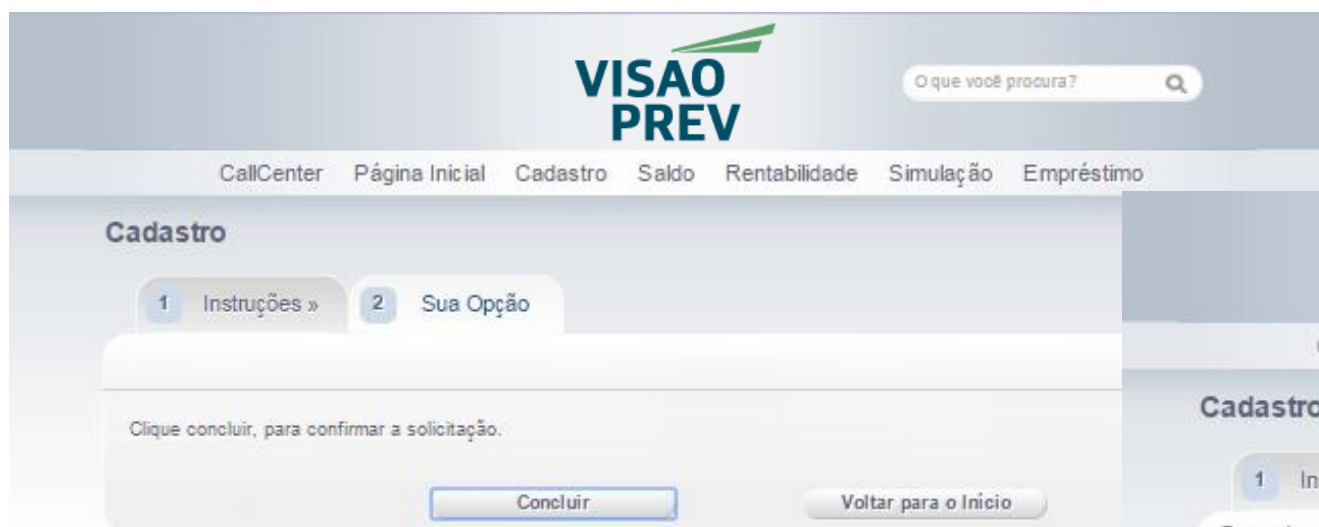 VISAO
PREV
O que você procura?
CallCenter Página Inicial Cadastro Saldo Rentabilidade Simulação Empréstimo
Cadastro
1 Instruções » 2 Sua Opção
Clique concluir, para confirmar a solicitação.
Concluir Voltar para o Início
Cadastro
1 In